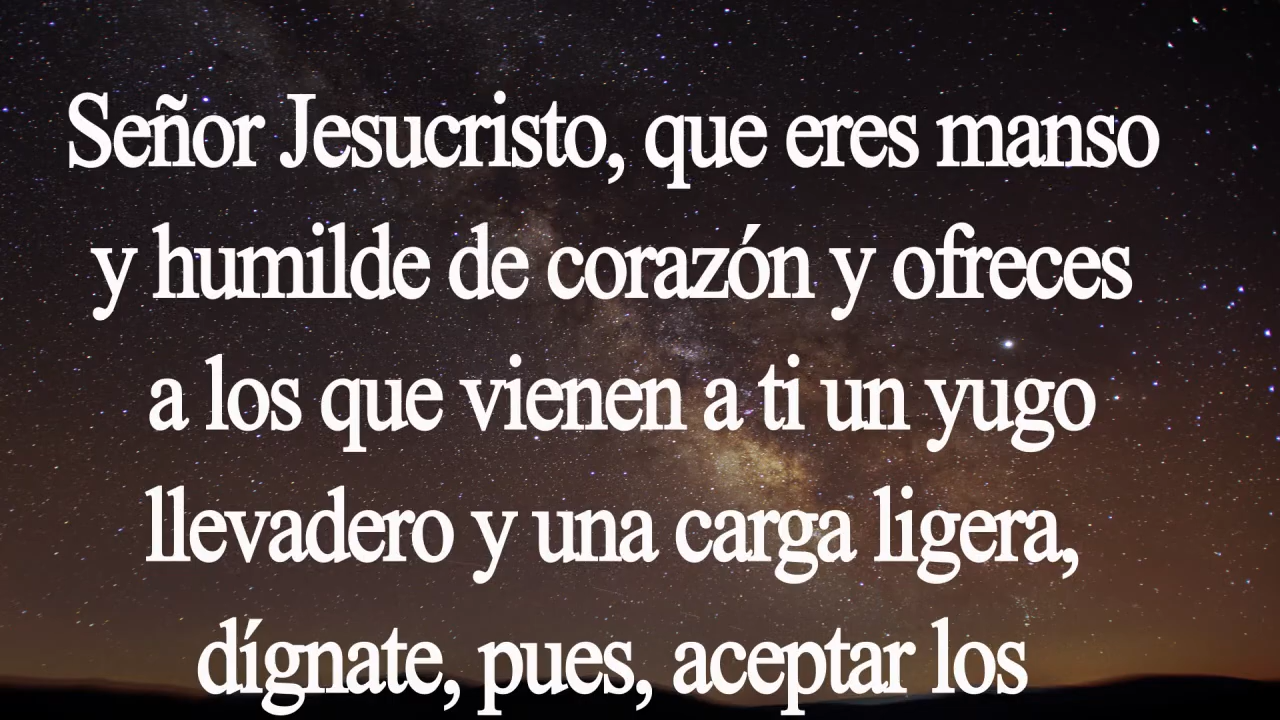 Señor Jesucristo, que eres manso
y humilde de corazón y ofreces
a los que vienen a ti un yugo
llevadero y una carga ligera,
dígnate, pues, aceptar los